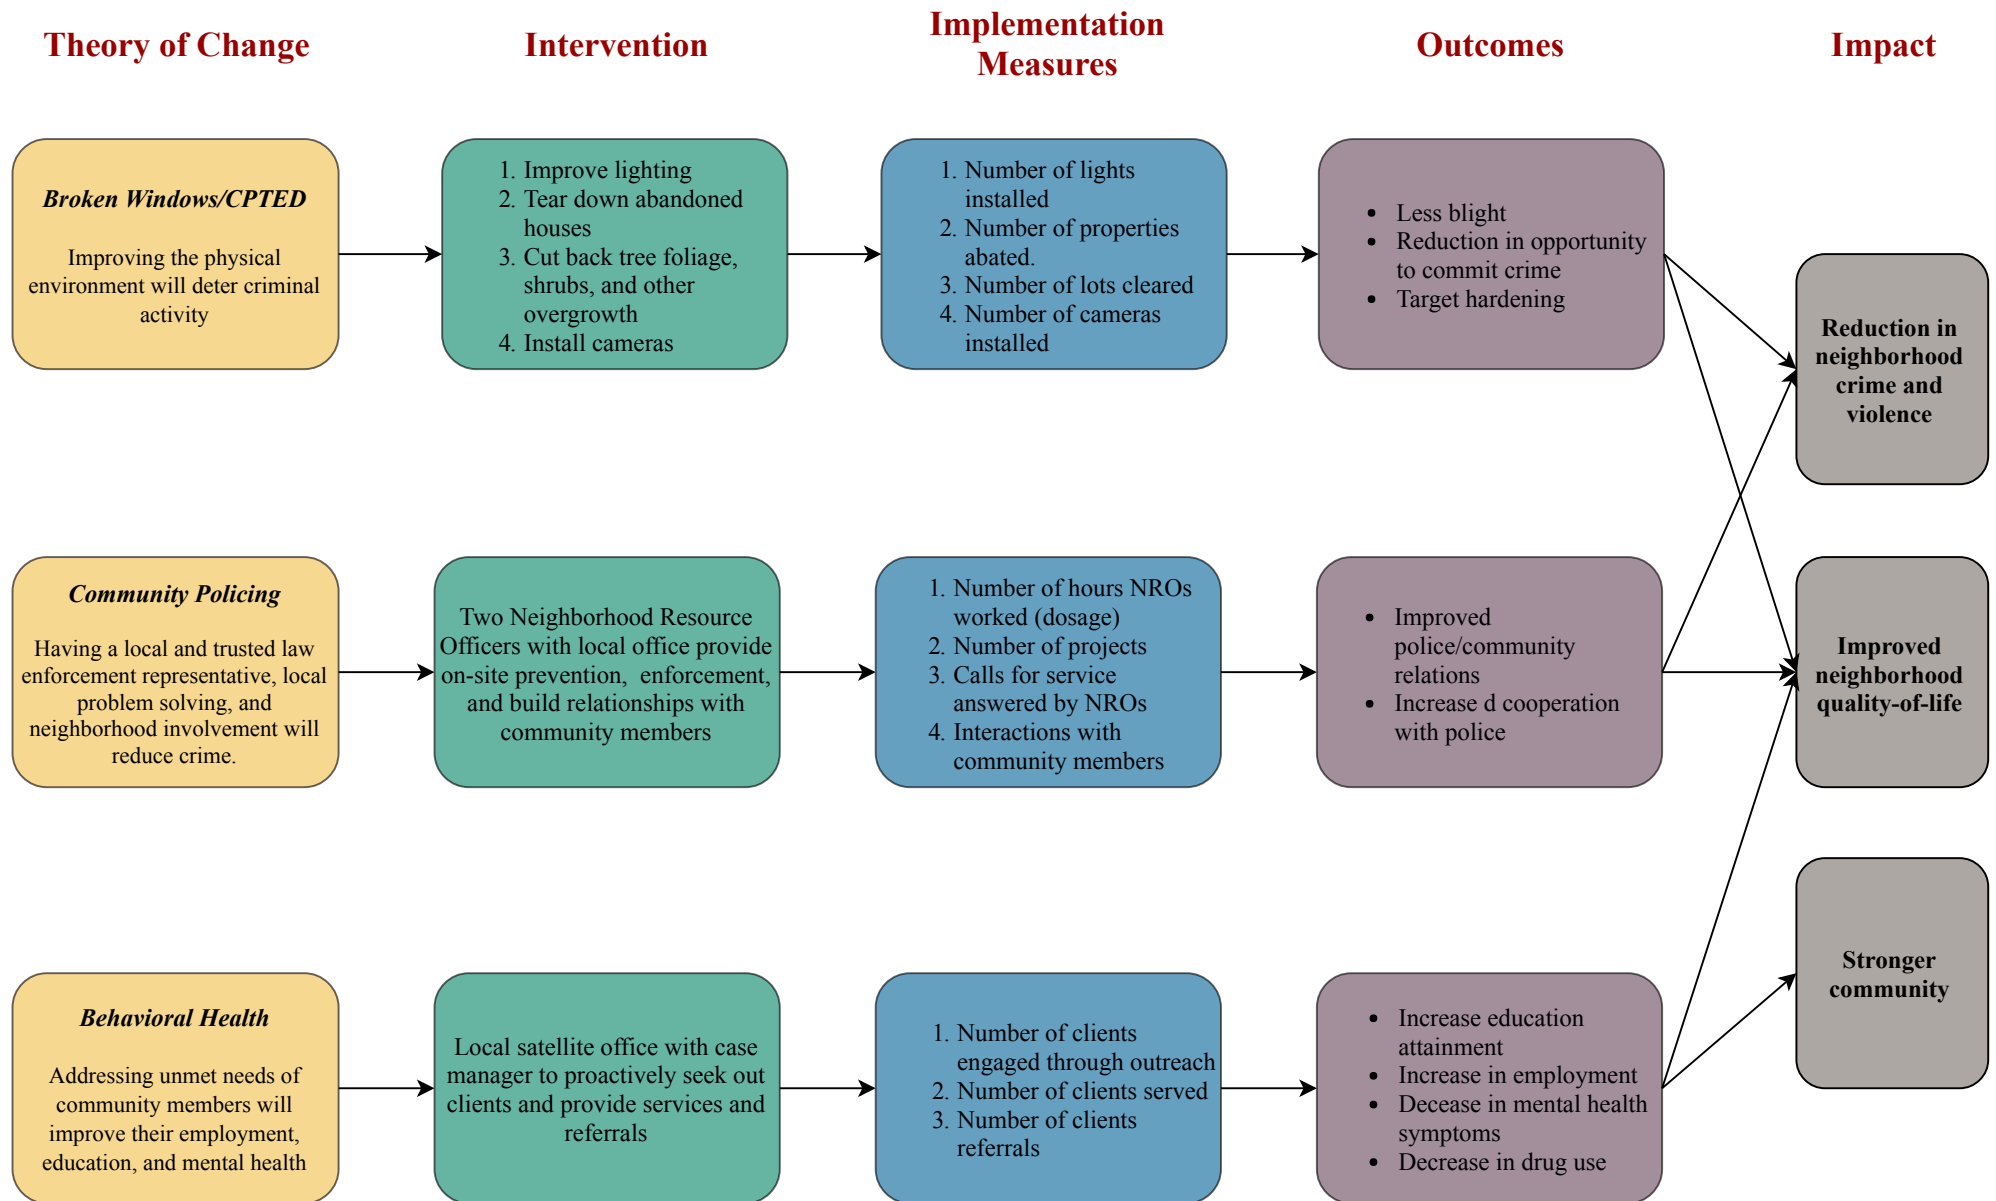 Theory of Change
Intervention
Implementation
Measures
Outcomes
Impact
Broken Windows/CPTED
Improving the physical
environment will deter criminal
activity
1. Improve lighting
2. Tear down abandoned
houses
3. Cut back tree foliage,
shrubs, and other
overgrowth
4. Install cameras
1. Number of lights
installed
2. Number of properties
abated.
3. Number of lots cleared
4. Number of cameras
installed
• Less blight
• Reduction in opportunity
to commit crime
• Target hardening
Reduction in
neighborhood
crime and
violence
Community Policing
Having a local and trusted law
enforcement representative, local
problem solving, and
neighborhood involvement will
reduce crime.
Two Neighborhood Resource
Officers with local office provide
on-site prevention, enforcement,
and build relationships with
community members
1. Number of hours NROs
worked (dosage)
2. Number of projects
3. Calls for service
answered by NROs
4. Interactions with
community members
• Improved
police/community
relations
• Increase d cooperation
with police
Improved
neighborhood
quality-of-life
Behavioral Health
Addressing unmet needs of
community members will
improve their employment,
education, and mental health
Local satellite office with case
manager to proactively seek out
clients and provide services and
referrals
1. Number of clients
engaged through outreach
2. Number of clients served
3. Number of clients
referrals
• Increase education
attainment
• Increase in employment
• Decease in mental health
symptoms
• Decrease in drug use
Stronger
community